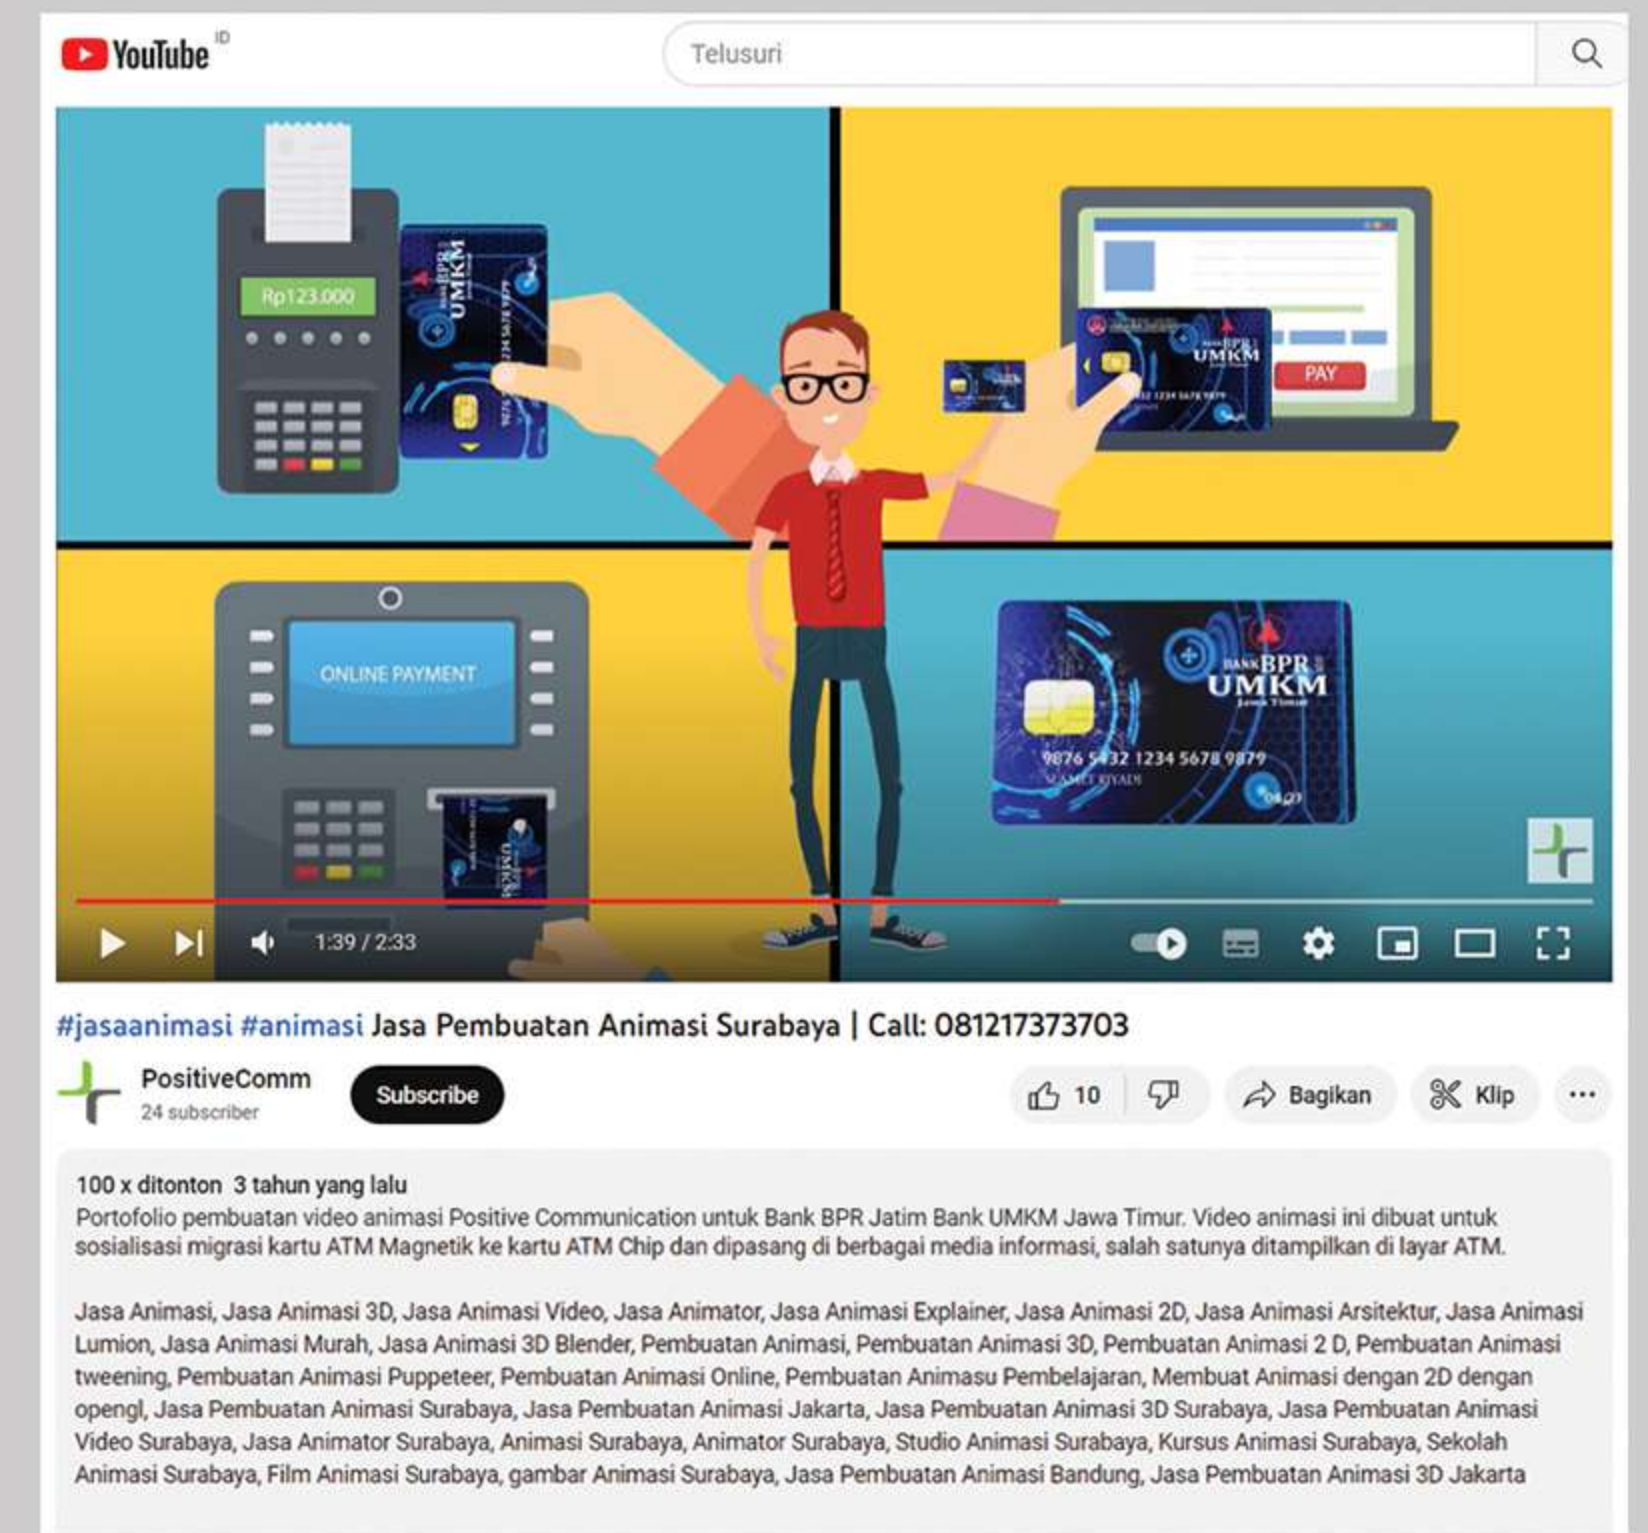 YouTube ID
Telusuri
Rp123.000
BANK BPR
UMKM
BPR
UMKM
PAY
ONLINE PAYMENT
UMKM
BANK BPR
UMKM
Jawa Timur
9876 5432 1234 5678 9879
SLAMET RIYADI
1:39 / 2:33
#jasaanimasi #animasi Jasa Pembuatan Animasi Surabaya | Call: 081217373703
PositiveComm
24 subscriber
Subscribe
10
Bagikan
Klip
100 x ditonton 3 tahun yang lalu
Portofolio pembuatan video animasi Positive Communication untuk Bank BPR Jatim Bank UMKM Jawa Timur. Video animasi ini dibuat untuk
sosialisasi migrasi kartu ATM Magnetik ke kartu ATM Chip dan dipasang di berbagai media informasi, salah satunya ditampilkan di layar ATM.
Jasa Animasi, Jasa Animasi 3D, Jasa Animasi Video, Jasa Animator, Jasa Animasi Explainer, Jasa Animasi 2D, Jasa Animasi Arsitektur, Jasa Animasi
Lumion, Jasa Animasi Murah, Jasa Animasi 3D Blender, Pembuatan Animasi, Pembuatan Animasi 3D, Pembuatan Animasi 2 D, Pembuatan Animasi
tweening, Pembuatan Animasi Puppeteer, Pembuatan Animasi Online, Pembuatan Animasu Pembelajaran, Membuat Animasi dengan 2D dengan
opengl, Jasa Pembuatan Animasi Surabaya, Jasa Pembuatan Animasi Jakarta, Jasa Pembuatan Animasi 3D Surabaya, Jasa Pembuatan Animasi
Video Surabaya, Jasa Animator Surabaya, Animasi Surabaya, Animator Surabaya, Studio Animasi Surabaya, Kursus Animasi Surabaya, Sekolah
Animasi Surabaya, Film Animasi Surabaya, gambar Animasi Surabaya, Jasa Pembuatan Animasi Bandung, Jasa Pembuatan Animasi 3D Jakarta